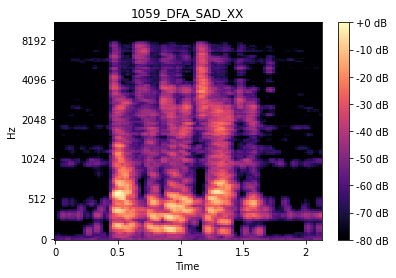 1059_DFA_SAD_XX
Hz
8192
4096
2048
1024
512
0
0
0.5
1
1.5
2
Time
+0 dB
-10 dB
-20 dB
-30 dB
-40 dB
-50 dB
-60 dB
-70 dB
-80 dB